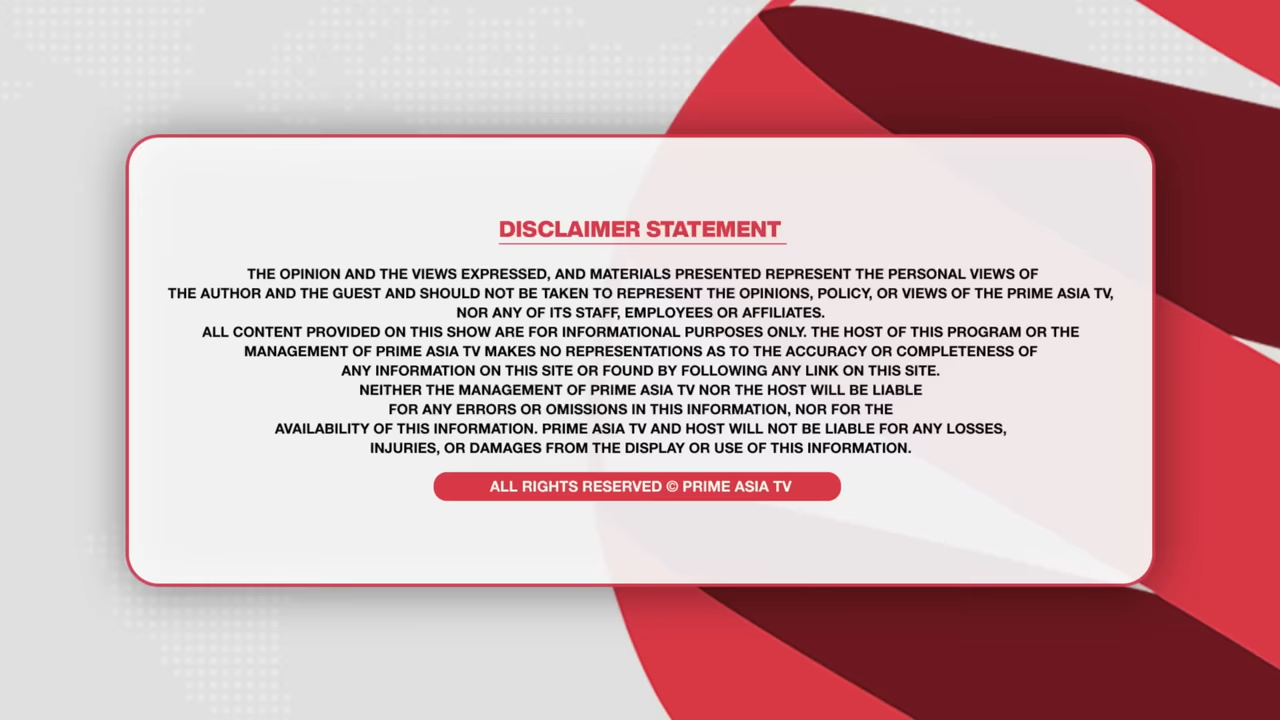 DISCLAIMER STATEMENT
THE OPINION AND THE VIEWS EXPRESSED, AND MATERIALS PRESENTED REPRESENT THE PERSONAL VIEWS OF
THE AUTHOR AND THE GUEST AND SHOULD NOT BE TAKEN TO REPRESENT THE OPINIONS, POLICY, OR VIEWS OF THE PRIME ASIA TV,
NOR ANY OF ITS STAFF, EMPLOYEES OR AFFILIATES.
ALL CONTENT PROVIDED ON THIS SHOW ARE FOR INFORMATIONAL PURPOSES ONLY. THE HOST OF THIS PROGRAM OR THE
MANAGEMENT OF PRIME ASIA TV MAKES NO REPRESENTATIONS AS TO THE ACCURACY OR COMPLETENESS OF
ANY INFORMATION ON THIS SITE OR FOUND BY FOLLOWING ANY LINK ON THIS SITE.
NEITHER THE MANAGEMENT OF PRIME ASIA TV NOR THE HOST WILL BE LIABLE
FOR ANY ERRORS OR OMISSIONS IN THIS INFORMATION, NOR FOR THE
AVAILABILITY OF THIS INFORMATION. PRIME ASIA TV AND HOST WILL NOT BE LIABLE FOR ANY LOSSES,
INJURIES, OR DAMAGES FROM THE DISPLAY OR USE OF THIS INFORMATION.
ALL RIGHTS RESERVED © PRIME ASIA TV